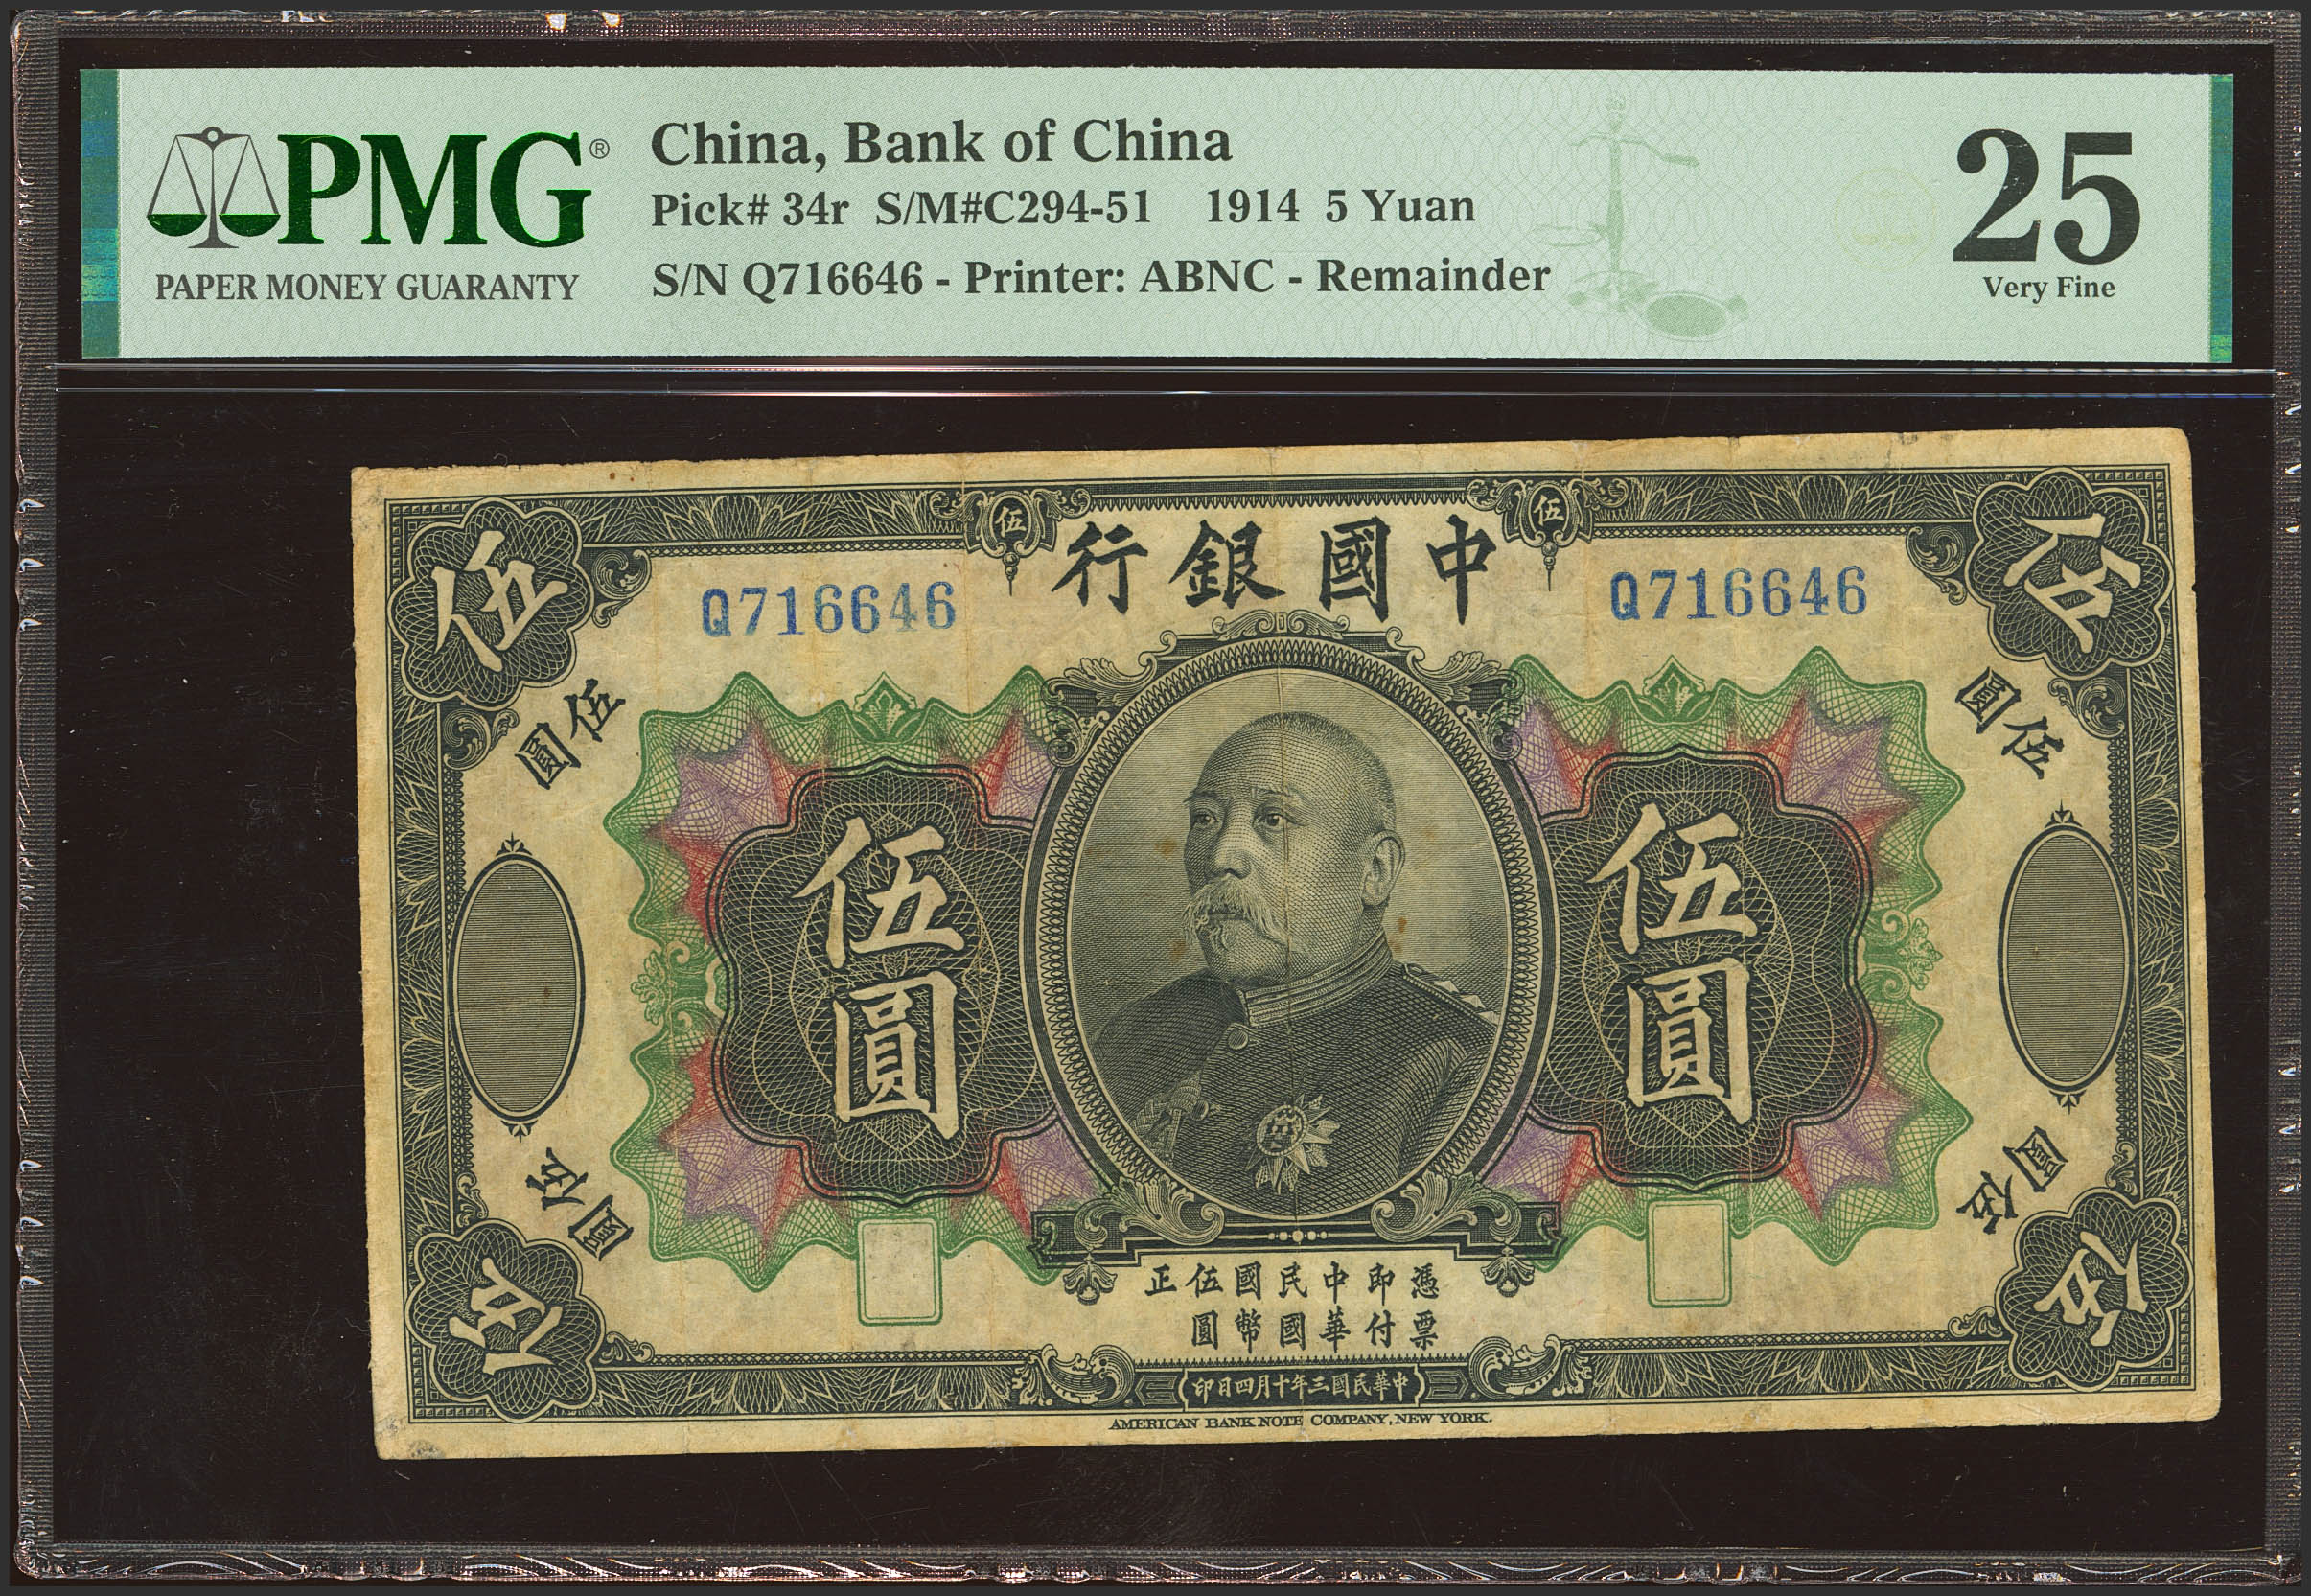 PMG®
PAPER MONEY GUARANTY
China, Bank of China
Pick# 34r S/M#C294-51 1914 5 Yuan
S/N Q716646 - Printer: ABNC - Remainder
25
Very Fine
伍
伍
伍
伍
行銀國中
Q716646
Q716646
伍圓
圓伍
伍圓
伍圓
伍圓
圓伍
正伍國民中即憑
圓幣國華付票
伍
伍
印日四月十年三國民華中
AMERICAN BANK NOTE COMPANY, NEW YORK.